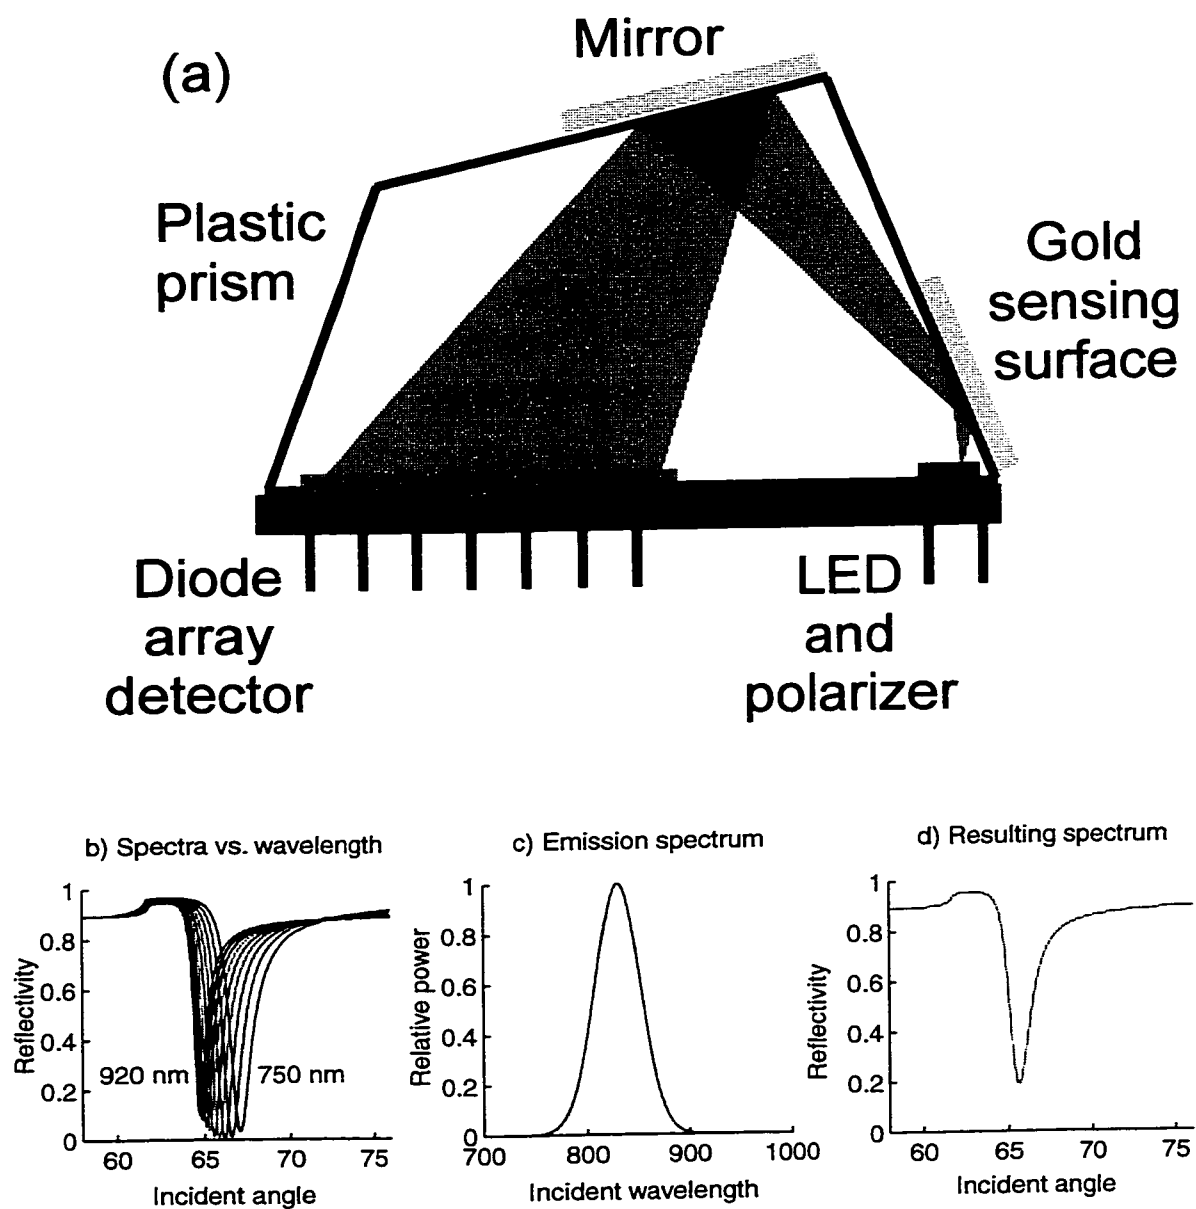 (a)
Mirror
Plastic
prism
Gold
sensing
surface
Diode
array
detector
LED
and
polarizer
b) Spectra vs. wavelength
Reflectivity
1
0.8
0.6
0.4
0.2
0
920 nm
750 nm
60 65 70 75
Incident angle
c) Emission spectrum
Relative power
1
0.8
0.6
0.4
0.2
0
700 800 900 1000
Incident wavelength
d) Resulting spectrum
Reflectivity
1
0.8
0.6
0.4
0.2
0
60 65 70 75
Incident angle